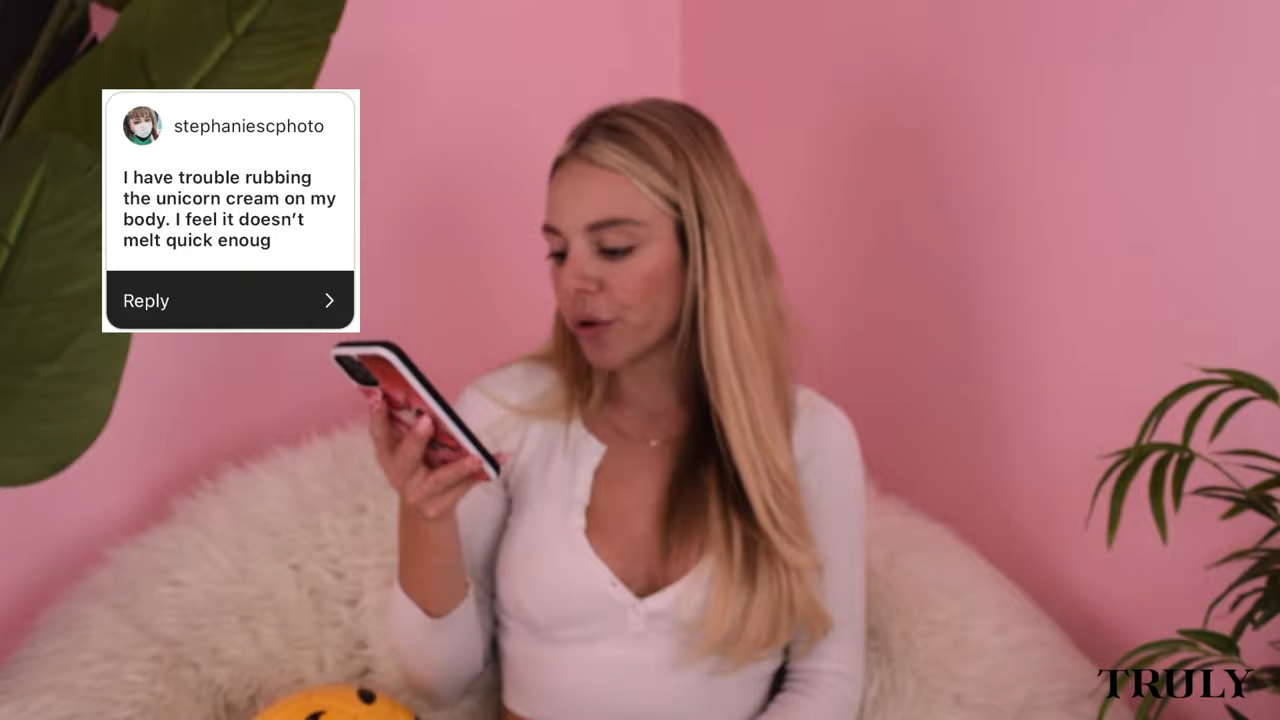 stephaniescphoto
I have trouble rubbing
the unicorn cream on my
body. I feel it doesn’t
melt quick enoug
Reply
TRULY